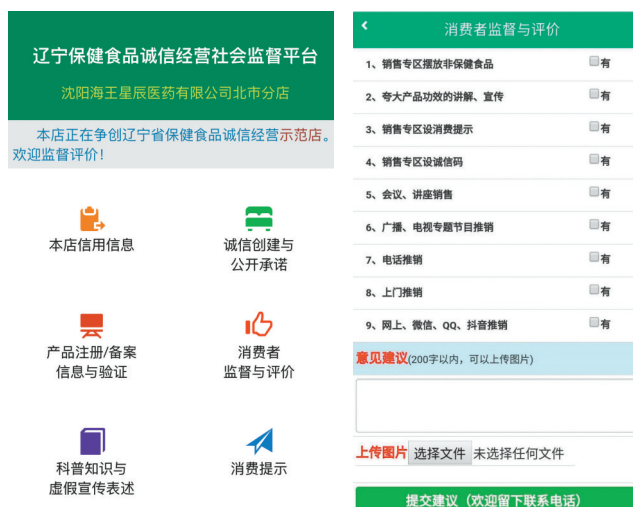 辽宁保健食品诚信经营社会监督平台
沈阳海王星辰医药有限公司北市分店
本店正在争创辽宁省保健食品诚信经营示范店。
欢迎监督评价!
本店信用信息
诚信创建与
公开承诺
产品注册/备案
信息与验证
消费者
监督与评价
科普知识与
虚假宣传表述
消费提示
消费者监督与评价
1、销售专区摆放非保健食品 有
2、夸大产品功效的讲解、宣传 有
3、销售专区设消费提示 有
4、销售专区设诚信码 有
5、会议、讲座销售 有
6、广播、电视专题节目推销 有
7、电话推销 有
8、上门推销 有
9、网上、微信、QQ、抖音推销 有
意见建议(200字以内，可以上传图片)
上传图片 选择文件 未选择任何文件
提交建议（欢迎留下联系电话）